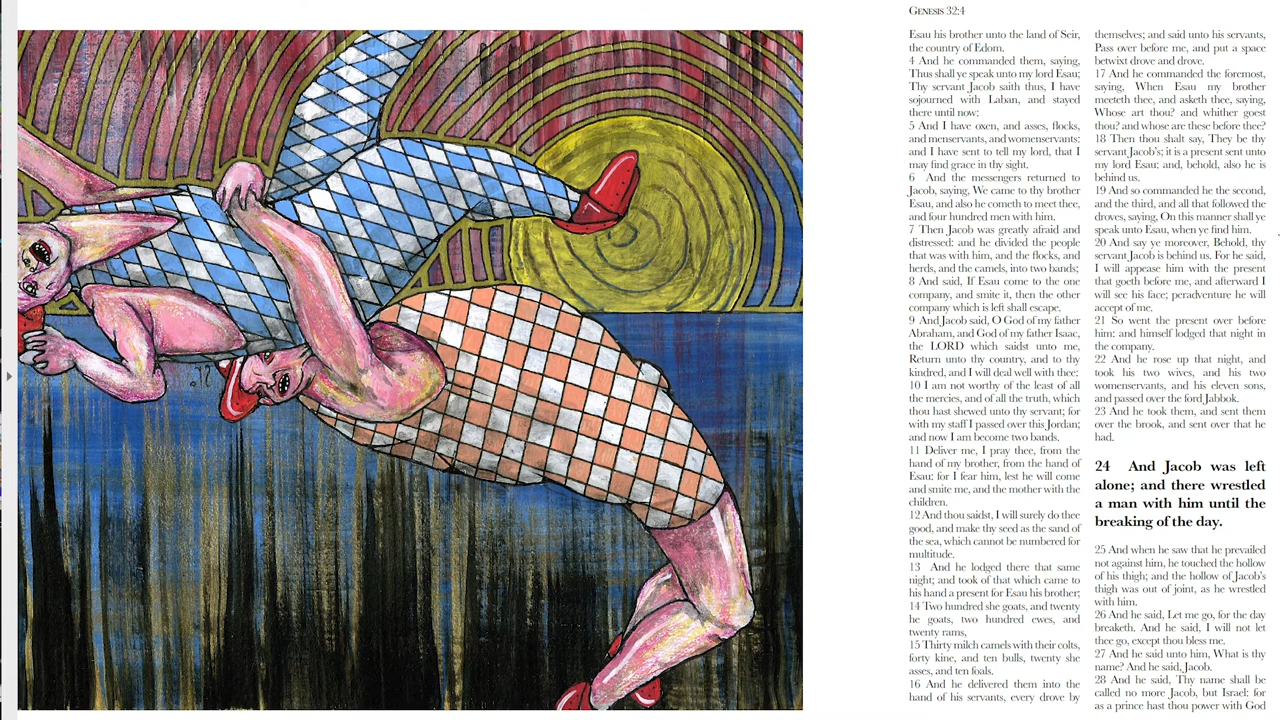 GENESIS 32:4
Esau his brother unto the land of Seir,
the country of Edom.
4 And he commanded them, saying,
Thus shall ye speak unto my lord Esau;
Thy servant Jacob saith thus, I have
sojourned with Laban, and stayed
there until now:
5 And I have oxen, and asses, flocks,
and menservants, and womenservants:
and I have sent to tell my lord, that I
may find grace in thy sight.
6 And the messengers returned to
Jacob, saying, We came to thy brother
Esau, and also he cometh to meet thee,
and four hundred men with him.
7 Then Jacob was greatly afraid and
distressed: and he divided the people
that was with him, and the flocks, and
herds, and the camels, into two bands;
8 And said, If Esau come to the one
company, and smite it, then the other
company which is left shall escape.
9 And Jacob said, O God of my father
Abraham, and God of my father Isaac,
the LORD which saidst unto me,
Return unto thy country, and to thy
kindred, and I will deal well with thee:
10 I am not worthy of the least of all
the mercies, and of all the truth, which
thou hast shewed unto thy servant; for
with my staff I passed over this Jordan;
and now I am become two bands.
11 Deliver me, I pray thee, from the
hand of my brother, from the hand of
Esau: for I fear him, lest he will come
and smite me, and the mother with the
children.
12 And thou saidst, I will surely do thee
good, and make thy seed as the sand of
the sea, which cannot be numbered for
multitude.
13 And he lodged there that same
night; and took of that which came to
his hand a present for Esau his brother;
14 Two hundred she goats, and twenty
he goats, two hundred ewes, and
twenty rams,
15 Thirty milch camels with their colts,
forty kine, and ten bulls, twenty she
asses, and ten foals.
16 And he delivered them into the
hand of his servants, every drove by
themselves; and said unto his servants,
Pass over before me, and put a space
betwixt drove and drove.
17 And he commanded the foremost,
saying, When Esau my brother
meeteth thee, and asketh thee, saying,
Whose art thou? and whither goest
thou? and whose are these before thee?
18 Then thou shalt say, They be thy
servant Jacob's; it is a present sent unto
my lord Esau: and, behold, also he is
behind us.
19 And so commanded he the second,
and the third, and all that followed the
droves, saying, On this manner shall ye
speak unto Esau, when ye find him.
20 And say ye moreover, Behold, thy
servant Jacob is behind us. For he said,
I will appease him with the present
that goeth before me, and afterward I
will see his face; peradventure he will
accept of me.
21 So went the present over before
him: and himself lodged that night in
the company.
22 And he rose up that night, and
took his two wives, and his two
womenservants, and his eleven sons,
and passed over the ford Jabbok.
23 And he took them, and sent them
over the brook, and sent over that he
had.
24 And Jacob was left
alone; and there wrestled
a man with him until the
breaking of the day.
25 And when he saw that he prevailed
not against him, he touched the hollow
of his thigh; and the hollow of Jacob's
thigh was out of joint, as he wrestled
with him.
26 And he said, Let me go, for the day
breaketh. And he said, I will not let
thee go, except thou bless me.
27 And he said unto him, What is thy
name? And he said, Jacob.
28 And he said, Thy name shall be
called no more Jacob, but Israel: for
as a prince hast thou power with God